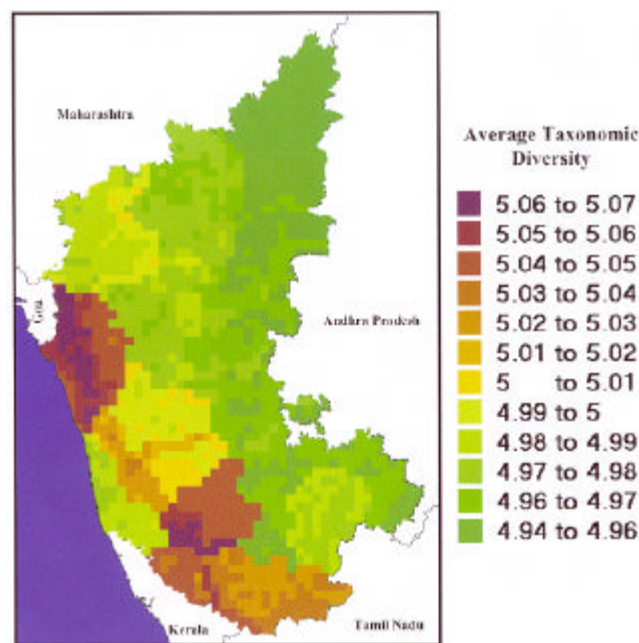 Maharashtra
Goa
Andhra Pradesh
Kerala
Tamil Nadu
Average Taxonomic
Diversity
5.06 to 5.07
5.05 to 5.06
5.04 to 5.05
5.03 to 5.04
5.02 to 5.03
5.01 to 5.02
5 to 5.01
4.99 to 5
4.98 to 4.99
4.97 to 4.98
4.96 to 4.97
4.94 to 4.96